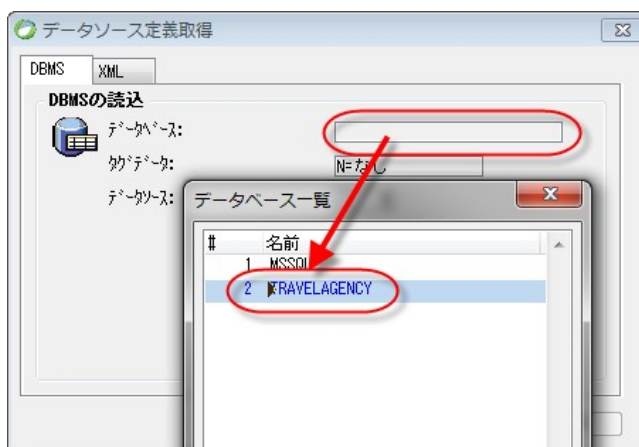 データソース定義取得
DBMS XML
DBMSの読込
ﾃﾞｰﾀﾍﾞｰｽ:
ﾀｸﾞﾃﾞｰﾀ: N=なし
ﾃﾞｰﾀｿｰｽ:
データベース一覧
# 名前
1 MSSQL
2 TRAVELAGENCY